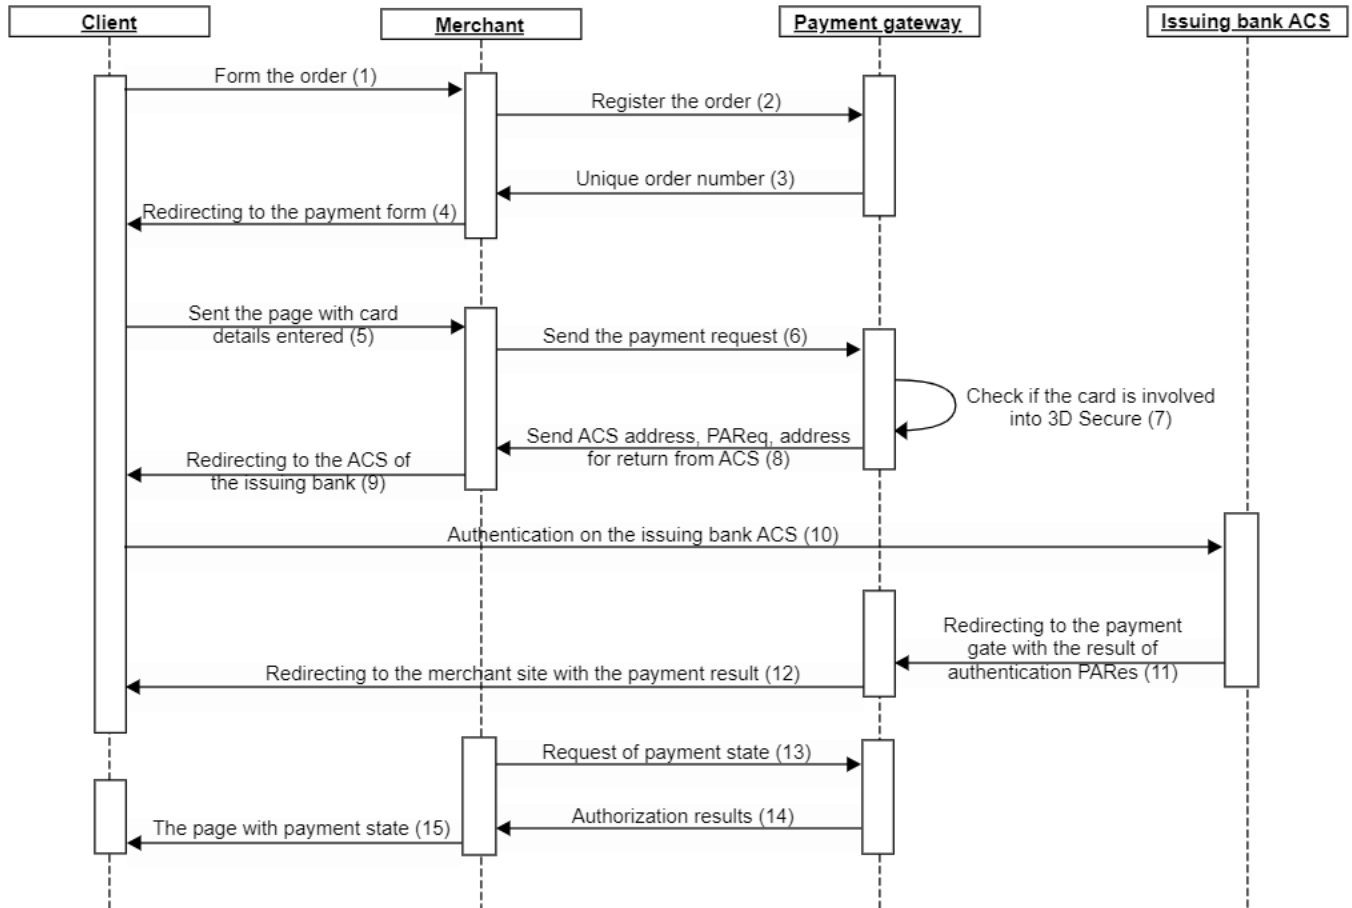 Client
Merchant
Payment gateway
Issuing bank ACS
Form the order (1)
Register the order (2)
Unique order number (3)
Redirecting to the payment form (4)
Sent the page with card
details entered (5)
Send the payment request (6)
Check if the card is involved
into 3D Secure (7)
Send ACS address, PAReq, address
for return from ACS (8)
Redirecting to the ACS of
the issuing bank (9)
Authentication on the issuing bank ACS (10)
Redirecting to the payment
gate with the result of
authentication PARes (11)
Redirecting to the merchant site with the payment result (12)
Request of payment state (13)
Authorization results (14)
The page with payment state (15)